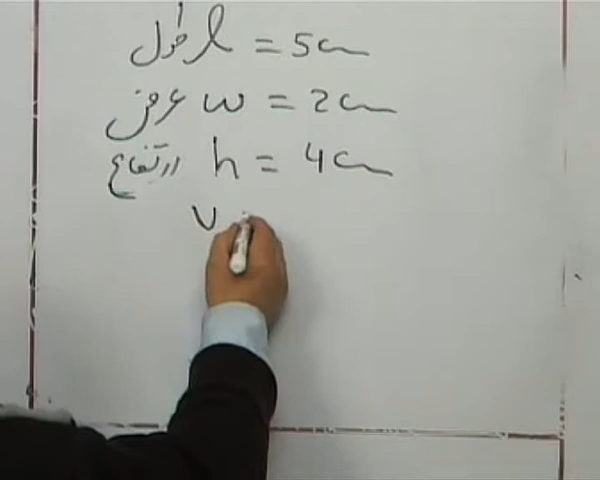 طول l = 5cm
عرض w = 2cm
ارتفاع h = 4cm
V